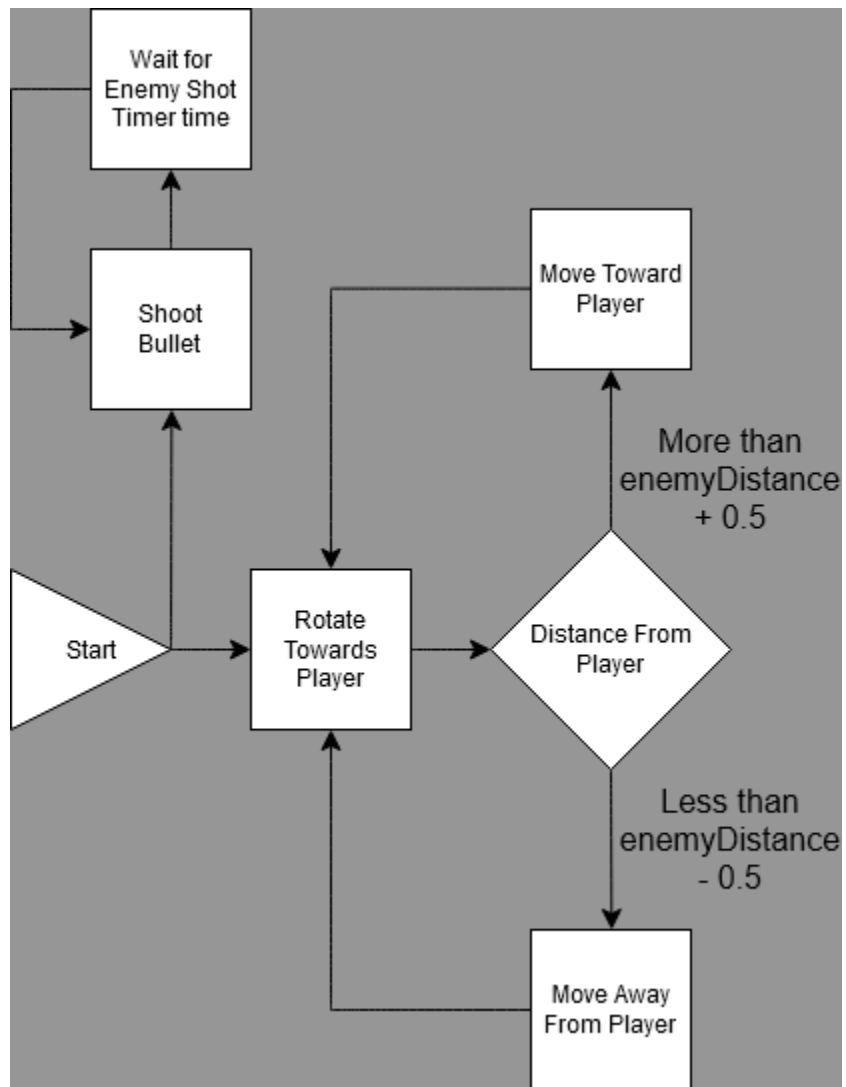 Wait for
Enemy Shot
Timer time
Shoot
Bullet
Move Toward
Player
More than
enemyDistance
+ 0.5
Start
Rotate
Towards
Player
Distance From
Player
Less than
enemyDistance
- 0.5
Move Away
From Player